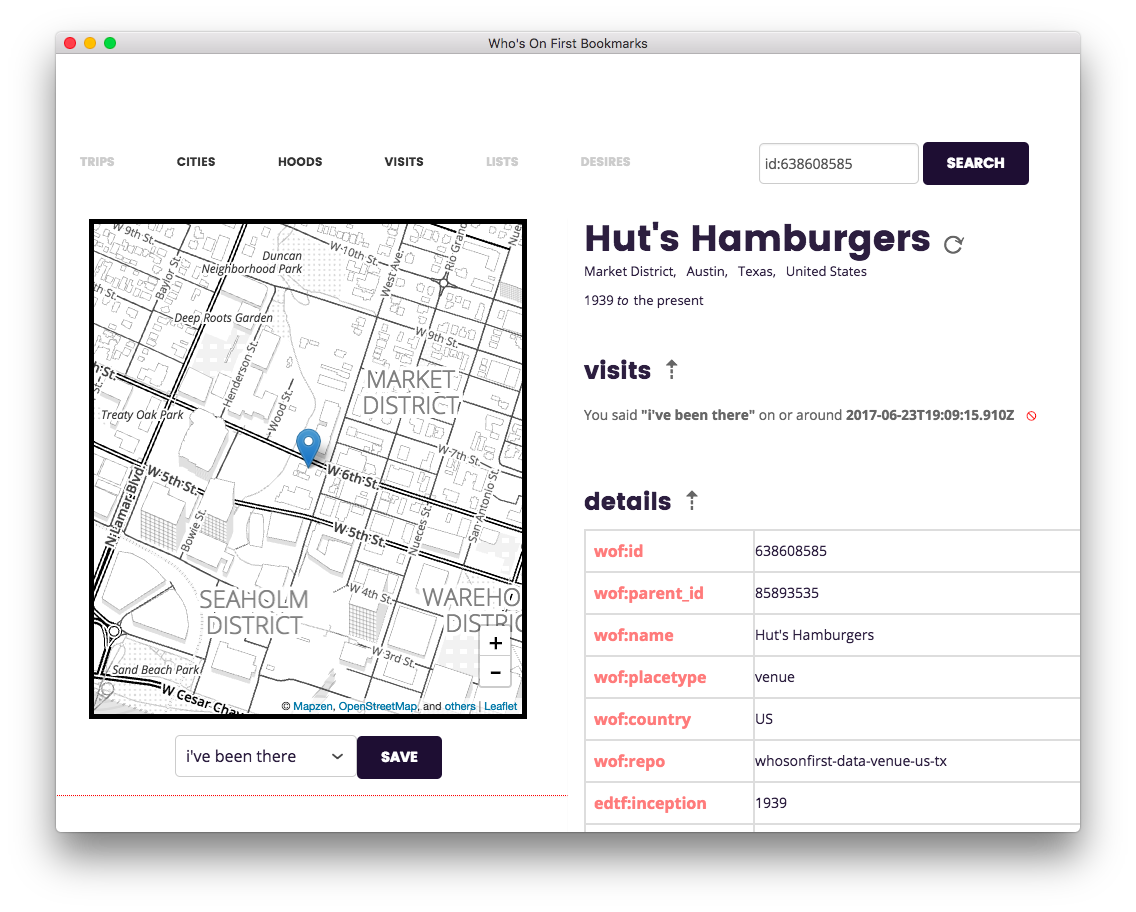 Who's On First Bookmarks
TRIPS CITIES HOODS VISITS LISTS DESIRES id:638608585 SEARCH
W 9th St.
Duncan
Neighborhood Park
W 10th St.
West Ave.
Rio Grand
Nue
Baylor St.
th St.
Deep Roots Garden
W 9th St.
Henderson St.
MARKET
DISTRICT
Treaty Oak Park
Wood St.
W 7th St.
W 6th St.
W 5th St.
N Lamar Blvd
Bowie St.
W 5th St.
Nueces St.
San Antonio St.
SEAHOLM
DISTRICT
W 4th St.
WAREHO
DISTRIC
W 3rd St.
Sand Beach Park
W Cesar Chav
+
−
© Mapzen, OpenStreetMap, and others | Leaflet
i've been there SAVE
Hut's Hamburgers
Market District, Austin, Texas, United States
1939 to the present
visits
You said "i've been there" on or around 2017-06-23T19:09:15.910Z
details
wof:id 638608585
wof:parent_id 85893535
wof:name Hut's Hamburgers
wof:placetype venue
wof:country US
wof:repo whosonfirst-data-venue-us-tx
edtf:inception 1939